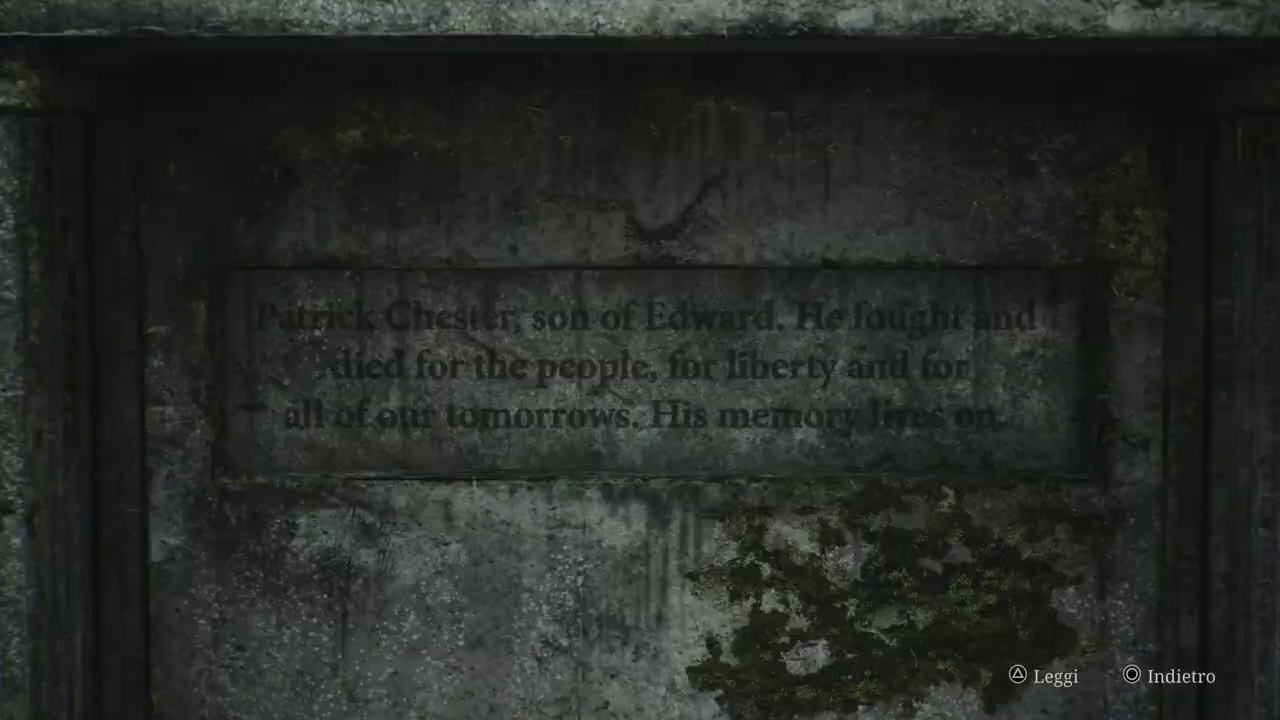 Patrick Chester, son of Edward. He fought and
died for the people, for liberty and for
all of our tomorrows. His memory lives on.
Leggi
Indietro